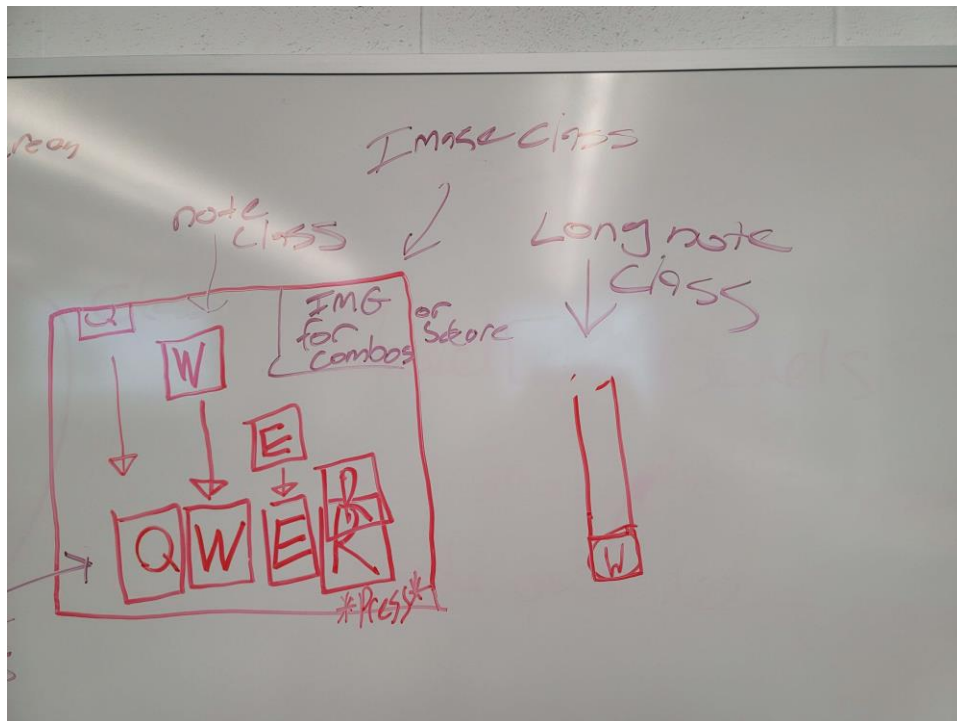 Image class
note
class
Long note
class
IMG
for
combos
or
Score
Q
W
E
R
Q W E R
*Press*
W